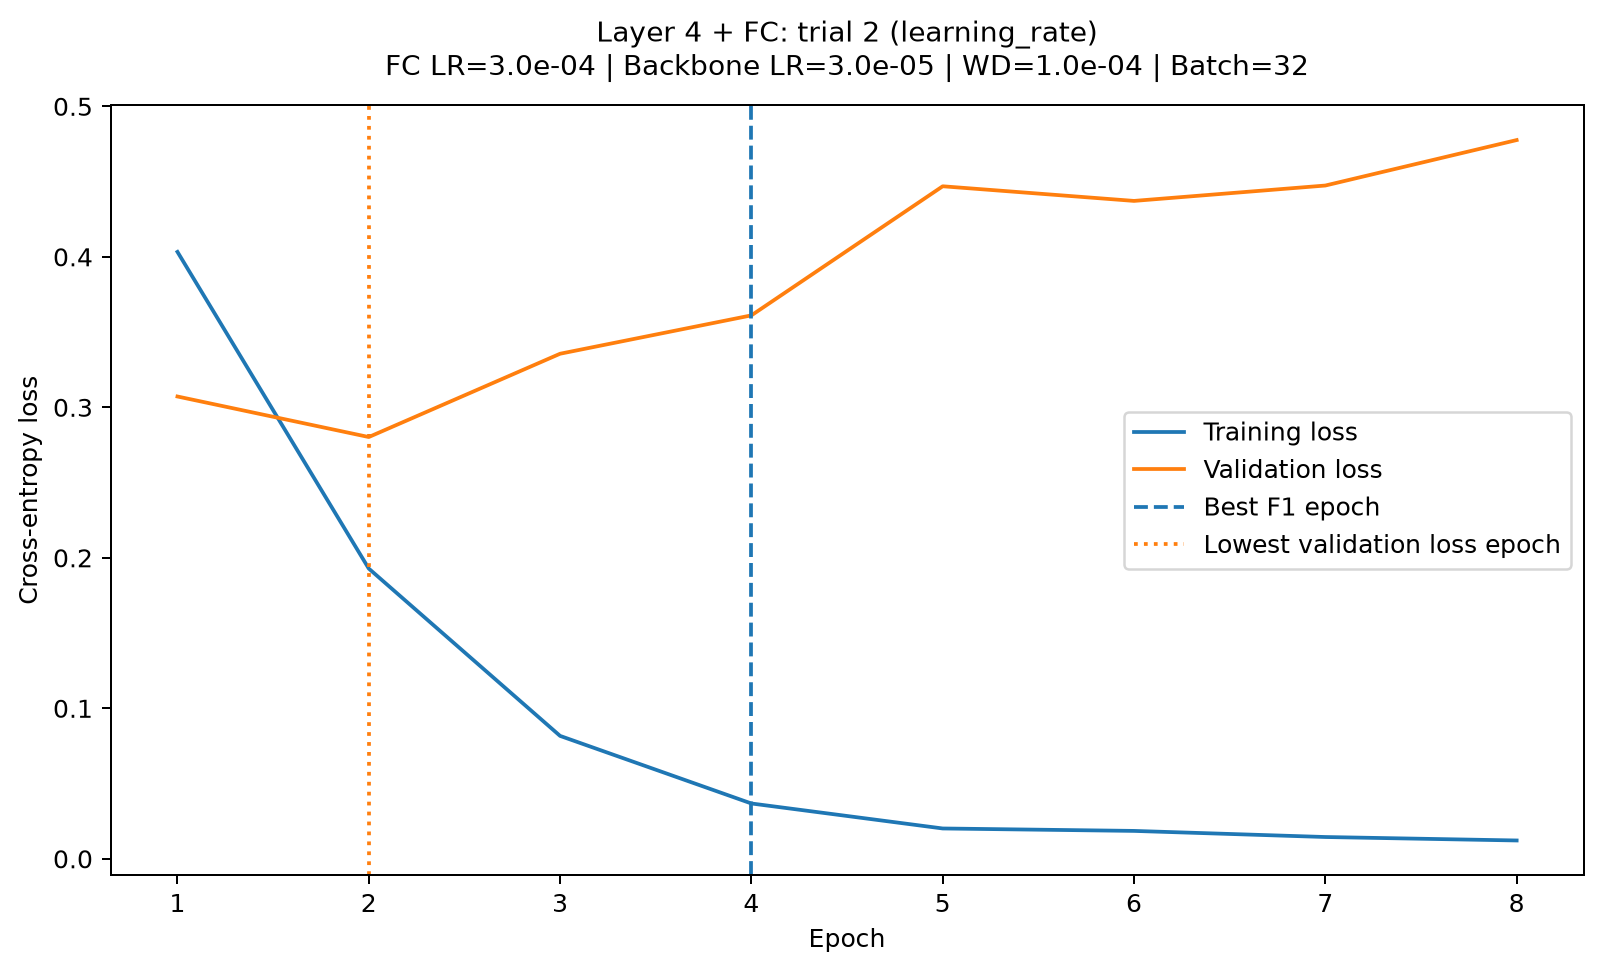 Layer 4 + FC: trial 2 (learning_rate)
FC LR=3.0e-04 | Backbone LR=3.0e-05 | WD=1.0e-04 | Batch=32
Cross-entropy loss
0.5
0.4
0.3
0.2
0.1
0.0
Training loss
Validation loss
Best F1 epoch
Lowest validation loss epoch
1 2 3 4 5 6 7 8
Epoch